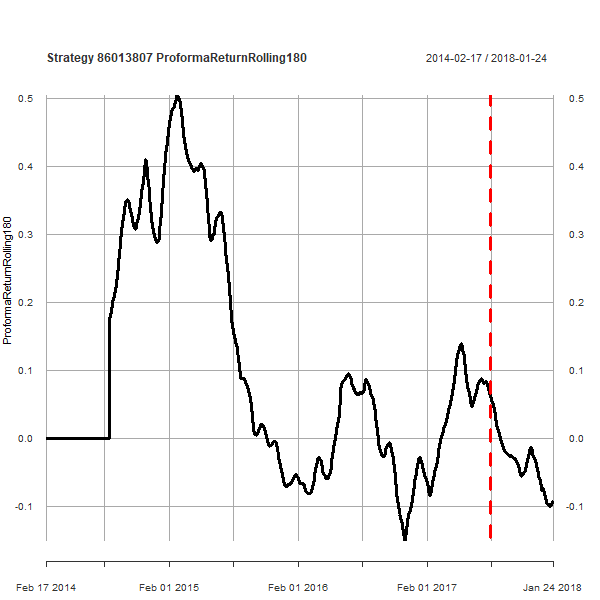 Strategy 86013807 ProformaReturnRolling180
2014-02-17 / 2018-01-24
ProformaReturnRolling180
0.5
0.4
0.3
0.2
0.1
0.0
-0.1
0.5
0.4
0.3
0.2
0.1
0.0
-0.1
Feb 17 2014
Feb 01 2015
Feb 01 2016
Feb 01 2017
Jan 24 2018